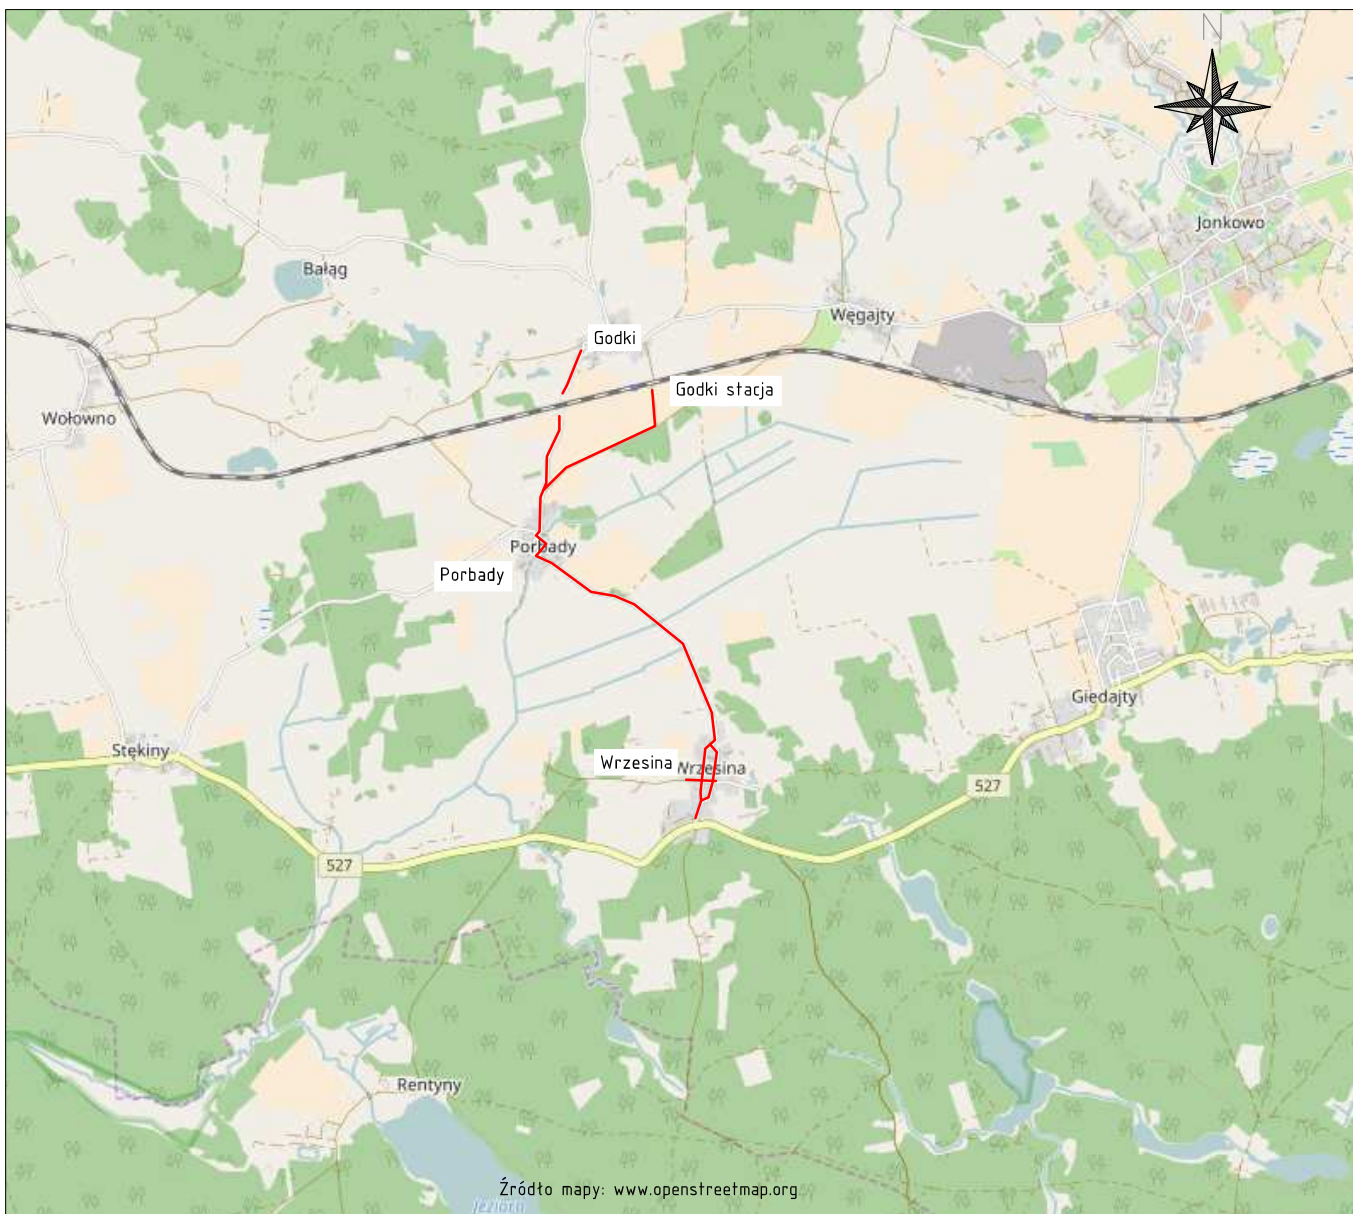 N
Jonkowo
Bałąg
Węgajty
Godki
Godki stacja
Wołowno
Porbady
Porbady
Giedajty
Stękiny
Wrzesina
Wrzesina
527
527
Rentyny
Źródło mapy: www.openstreetmap.org
Jezioro